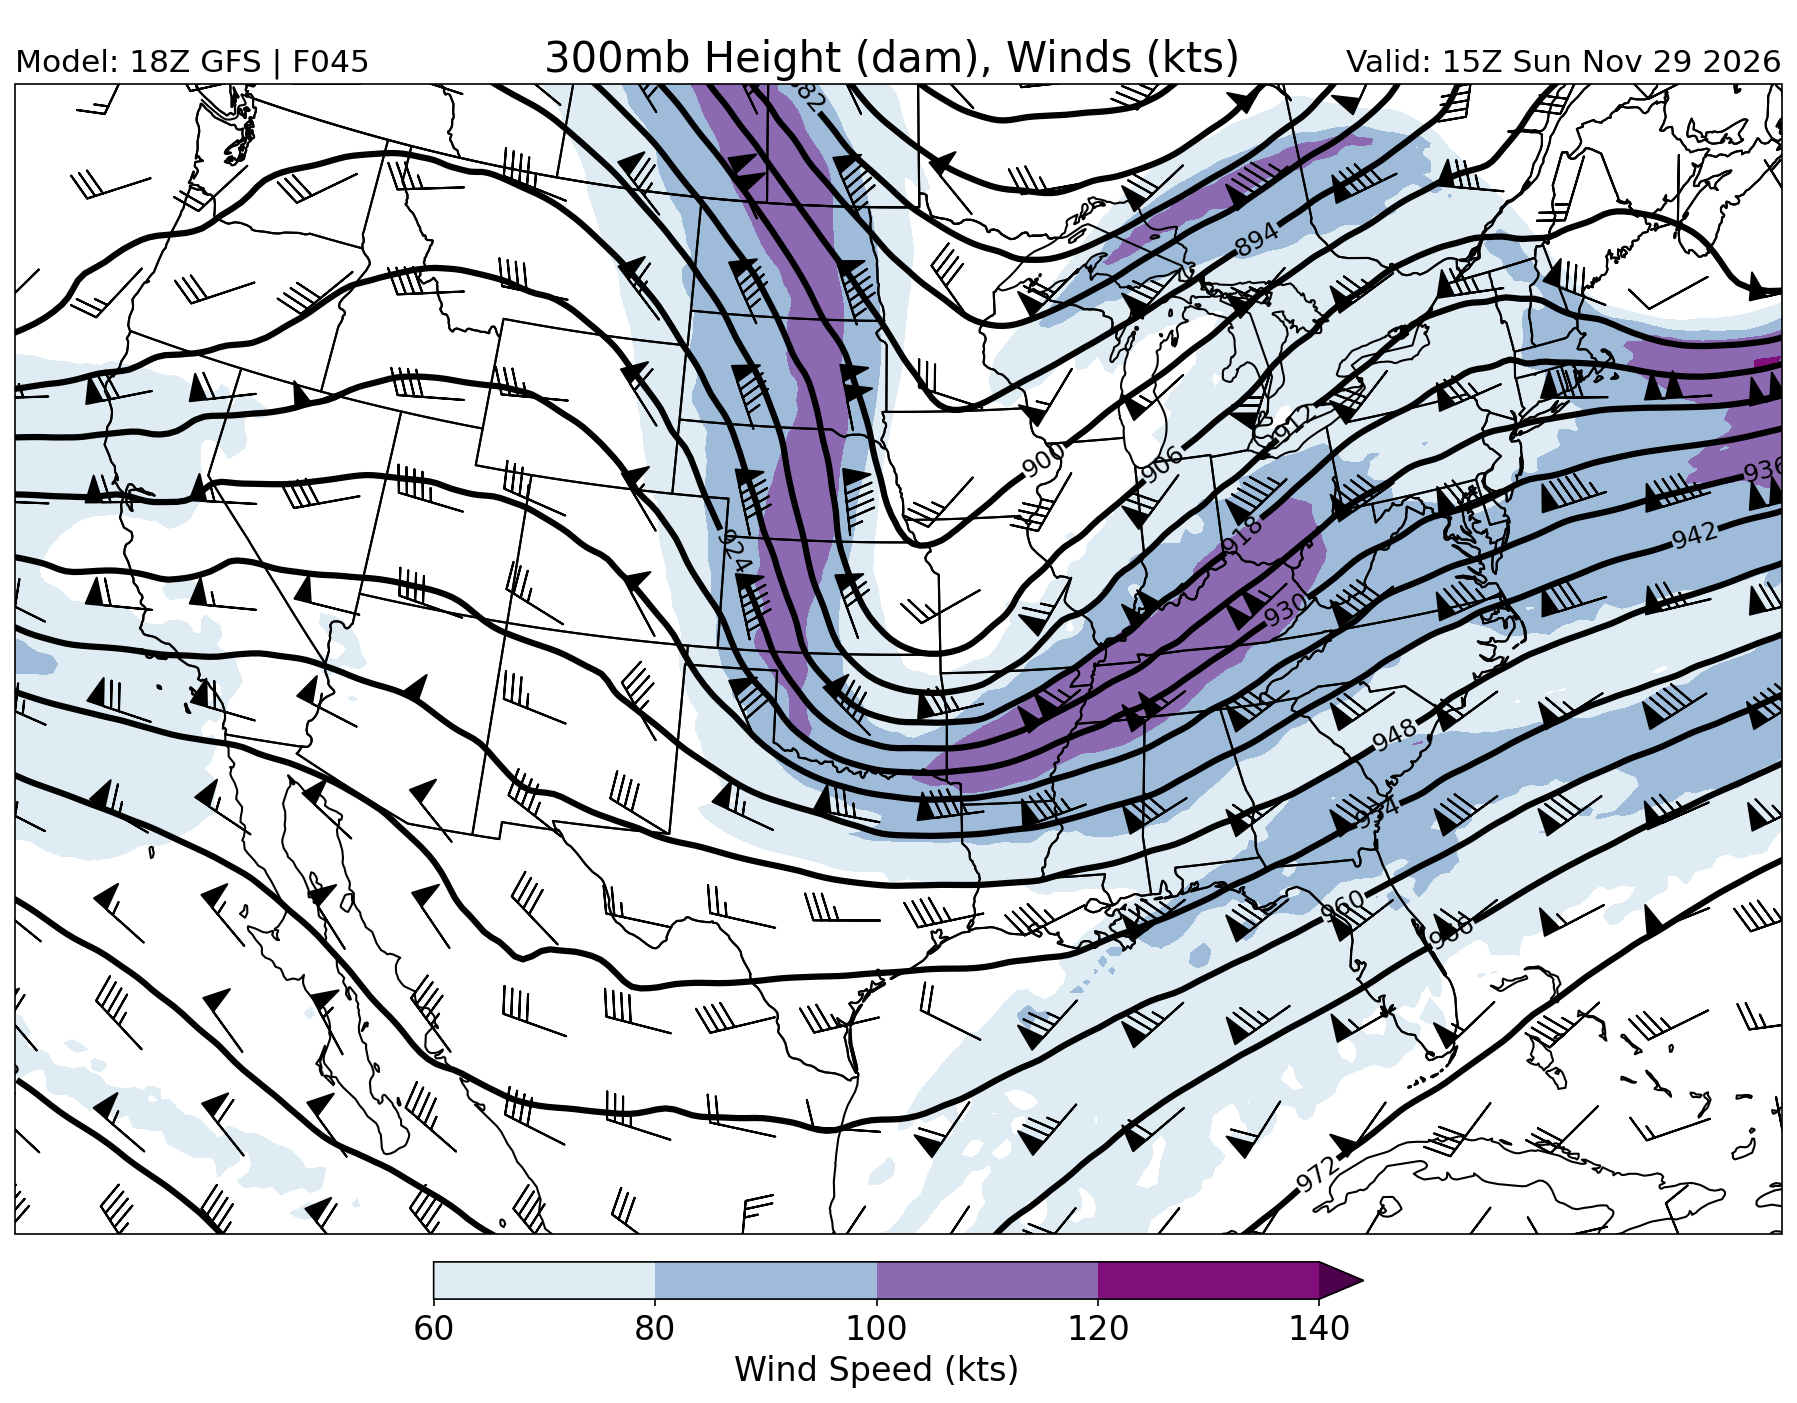 Model: 18Z GFS | F045
300mb Height (dam), Winds (kts)
Valid: 15Z Sun Nov 29 2026
894
912
900
906
936
918
942
924
930
948
954
960
972
60 80 100 120 140
Wind Speed (kts)